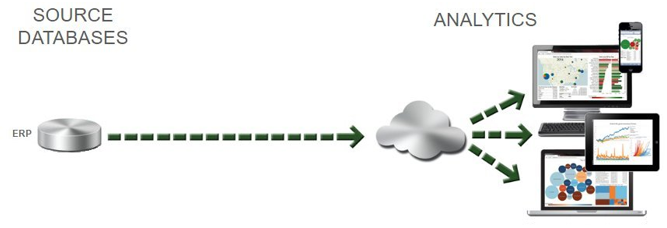 SOURCE
DATABASES
ANALYTICS
ERP